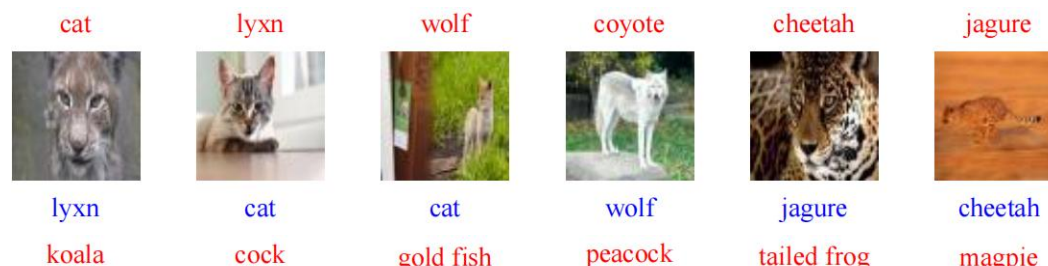 cat lyxn wolf coyote cheetah jagure
lyxn cat cat wolf jagure cheetah
koala cock gold fish peacock tailed frog magpie